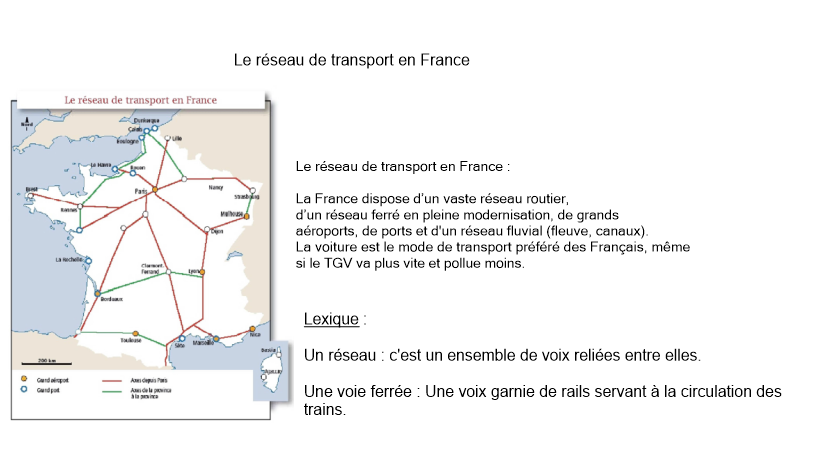 Le réseau de transport en France
Le réseau de transport en France
Nord
Dunkerque
Calais
Lille
Boulogne
Le Havre
Rouen
Brest
Paris
Nancy
Strasbourg
Rennes
Mulhouse
Dijon
La Rochelle
Clermont-
Ferrand
Lyon
Bordeaux
Toulouse
Sète
Marseille
Nice
Bastia
Ajaccio
200 km
Grand aéroport
Grand port
Axes depuis Paris
Axes de la province
à la province
Le réseau de transport en France :
La France dispose d'un vaste réseau routier,
d'un réseau ferré en pleine modernisation, de grands
aéroports, de ports et d'un réseau fluvial (fleuve, canaux).
La voiture est le mode de transport préféré des Français, même
si le TGV va plus vite et pollue moins.
Lexique :
Un réseau : c'est un ensemble de voix reliées entre elles.
Une voie ferrée : Une voix garnie de rails servant à la circulation des
trains.